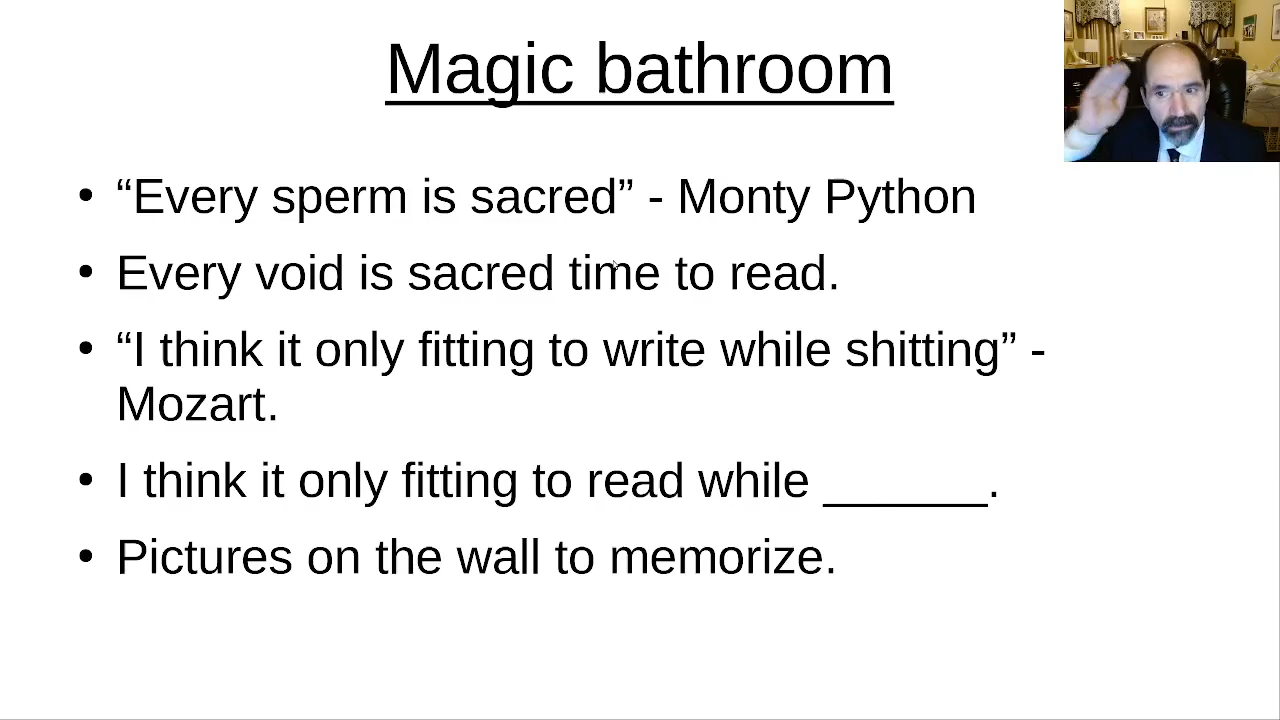 Magic bathroom
• “Every sperm is sacred” - Monty Python
• Every void is sacred time to read.
• “I think it only fitting to write while shitting” -
Mozart.
• I think it only fitting to read while ______.
• Pictures on the wall to memorize.